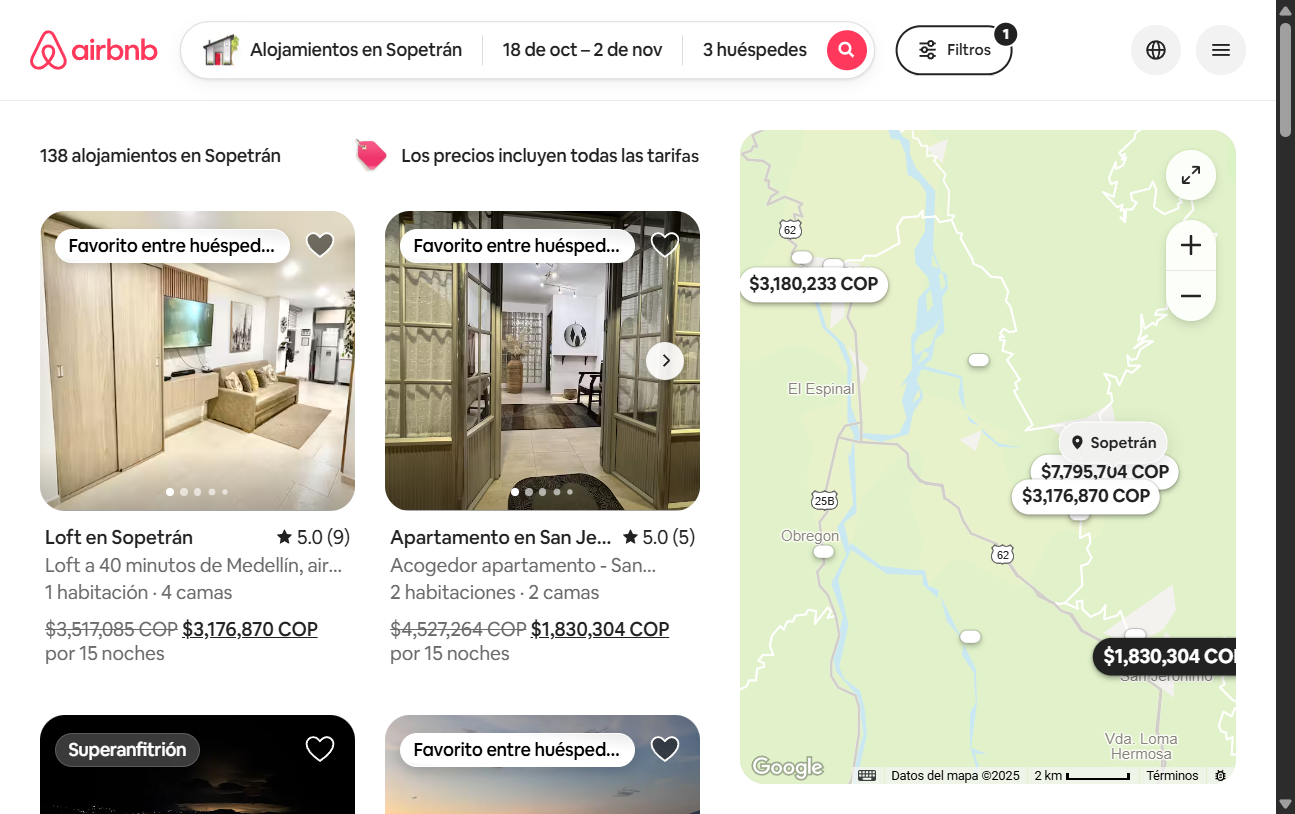 airbnb
Alojamientos en Sopetrán
18 de oct – 2 de nov
3 huéspedes
Filtros
1
138 alojamientos en Sopetrán
Los precios incluyen todas las tarifas
Favorito entre huésped...
Loft en Sopetrán
5.0 (9)
Loft a 40 minutos de Medellín, air...
1 habitación · 4 camas
$3,517,085 COP $3,176,870 COP
por 15 noches
Favorito entre huésped...
Apartamento en San Je...
5.0 (5)
Acogedor apartamento - San...
2 habitaciones · 2 camas
$4,527,264 COP $1,830,304 COP
por 15 noches
Superanfitrión
Favorito entre huésped...
62
$3,180,233 COP
El Espinal
Sopetrán
$7,795,704 COP
$3,176,870 COP
25B
Obregon
62
$1,830,304 CO
San Jerónimo
Vda. Loma
Hermosa
Google
Datos del mapa ©2025
2 km
Términos